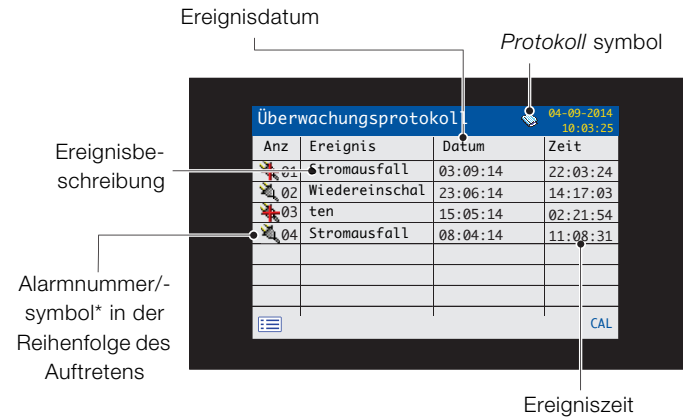 Ereignisdatum
Protokoll symbol
Überwachungsprotokoll
04-09-2014
10:03:25
Anz Ereignis Datum Zeit
Ereignisbe-
schreibung
01 Stromausfall 03:09:14 22:03:24
02 Wiedereinschal 23:06:14 14:17:03
03 ten 15:05:14 02:21:54
04 Stromausfall 08:04:14 11:08:31
Alarmnummer/-
symbol* in der
Reihenfolge des
Auftretens
CAL
Ereigniszeit